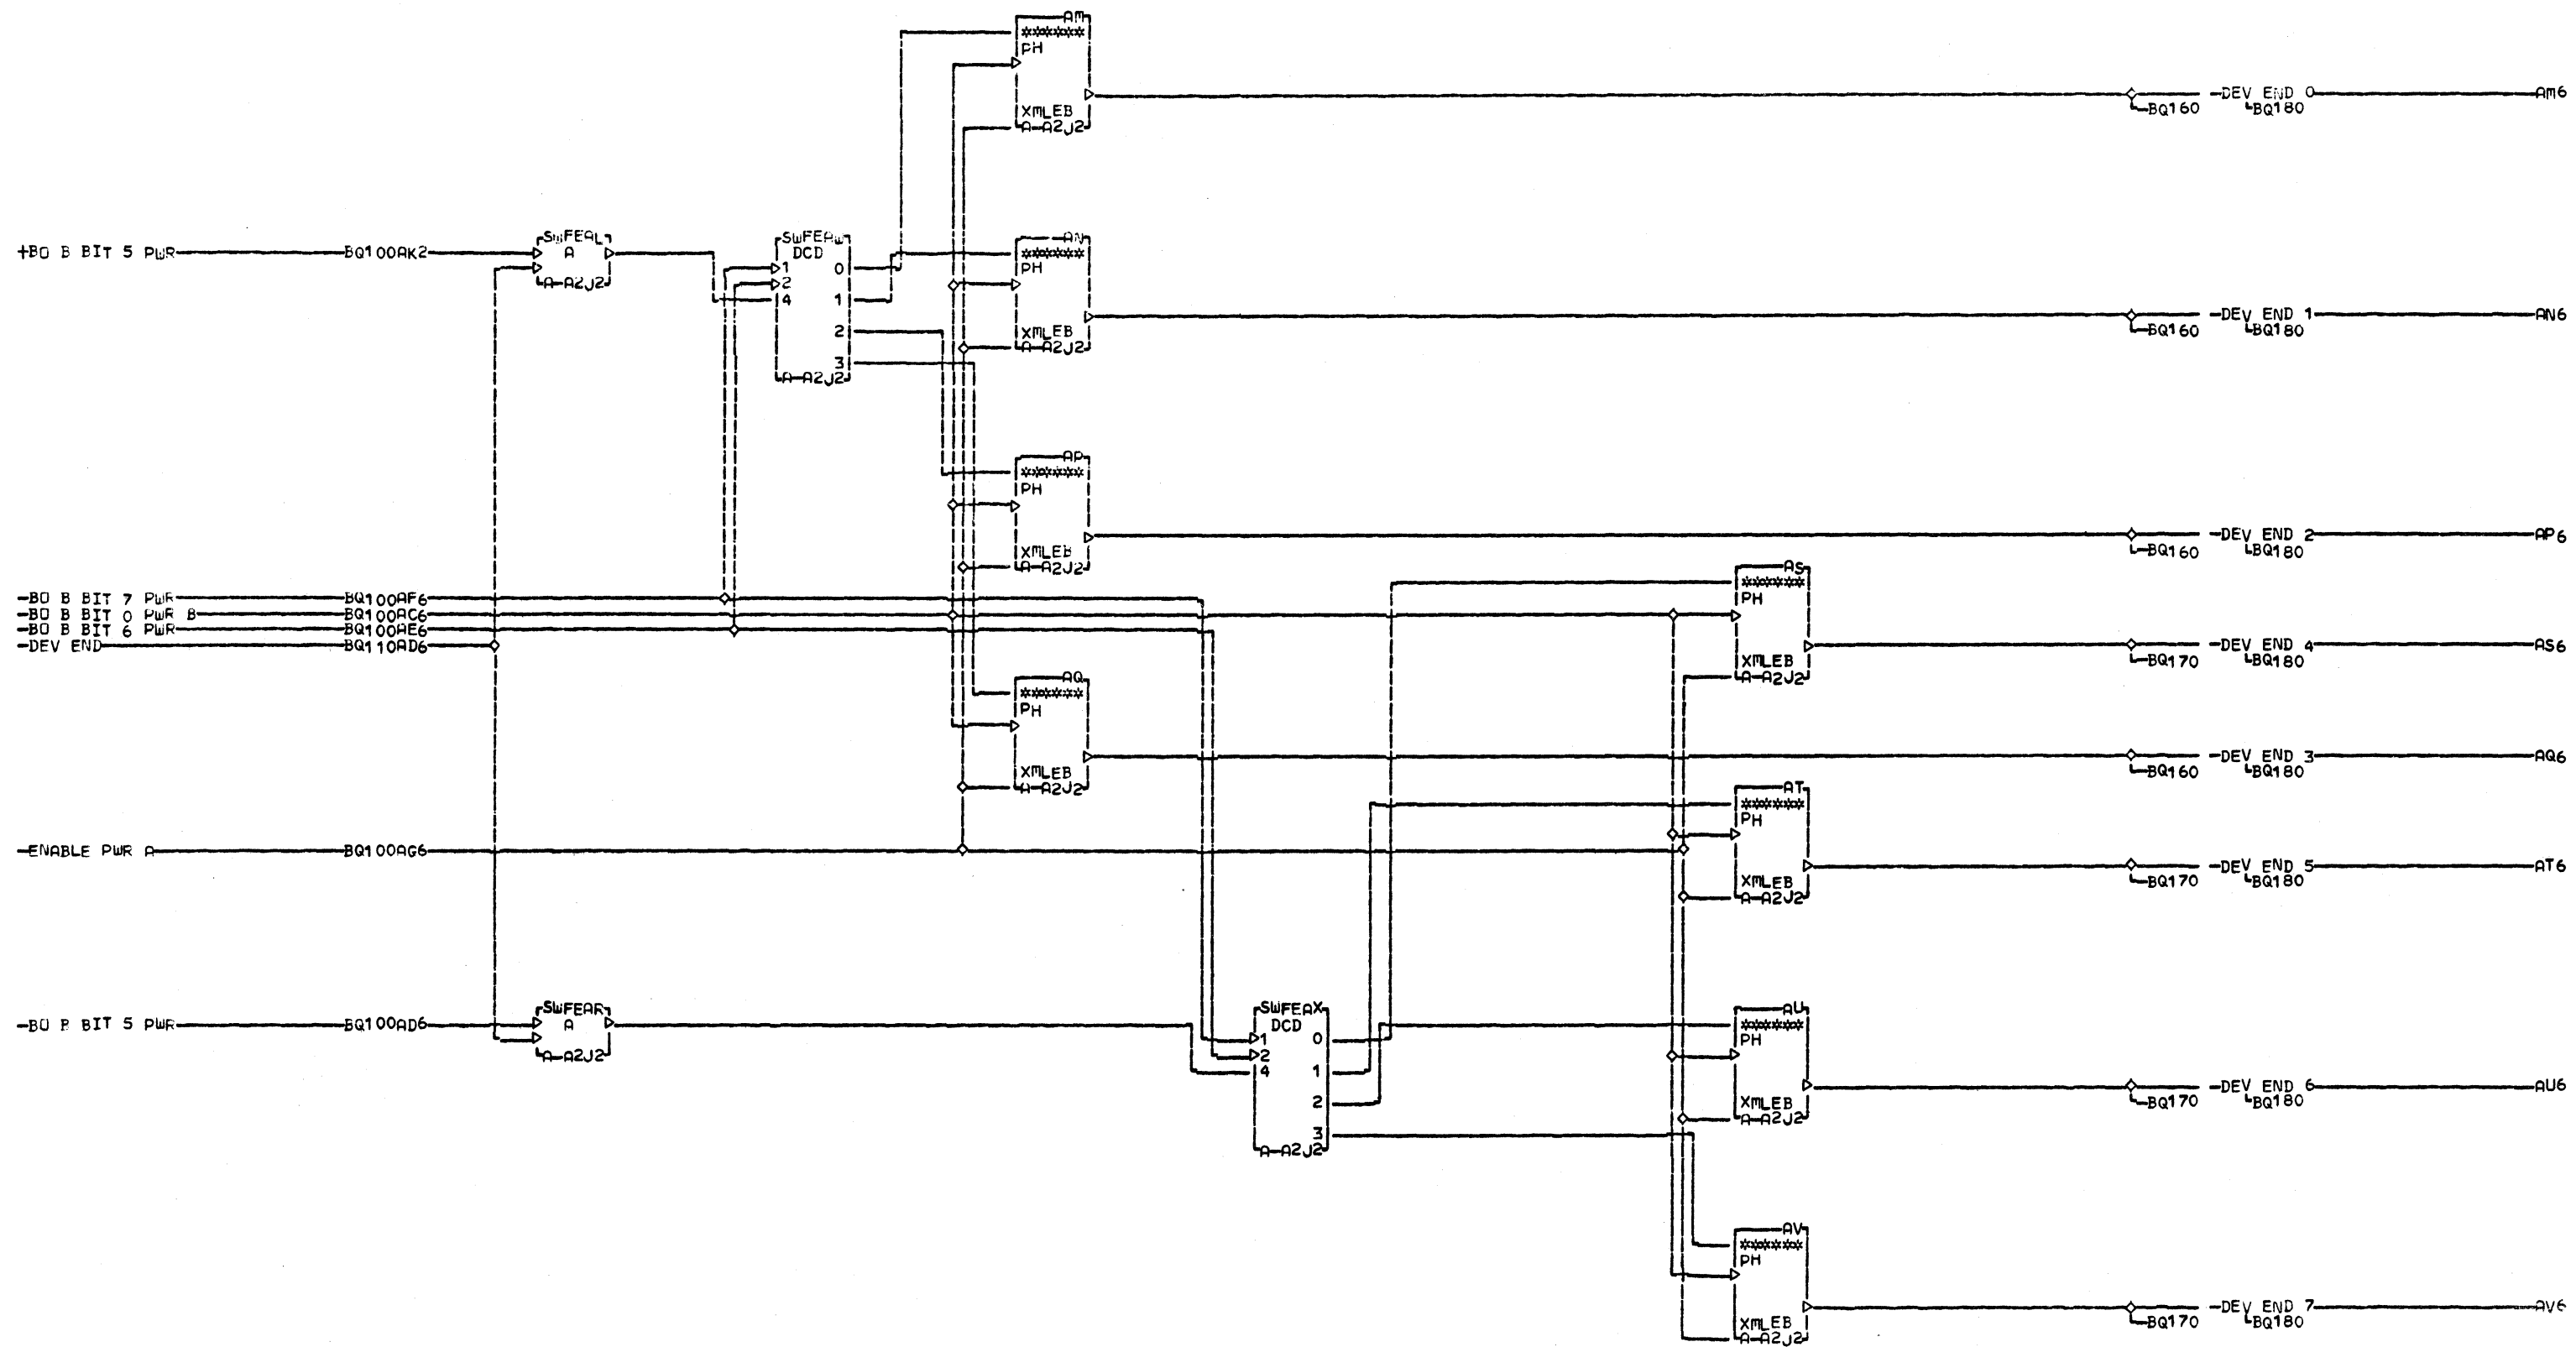 AM
******
PH
XMLEB
A-A2J2
-DEV END 0 AM6
BQ160 BQ180
+BO B BIT 5 PWR BQ100AK2
SWFEAL
A
A-A2J2
SWFEAW
DCD
1 0
2
4 1
2
3
A-A2J2
AN
******
PH
XMLEB
A-A2J2
-DEV END 1 AN6
BQ160 BQ180
AP
******
PH
XMLEB
A-A2J2
-DEV END 2 AP6
BQ160 BQ180
-BO B BIT 7 PWR BQ100AF6
-BO B BIT 0 PWR B BQ100AC6
-BO B BIT 6 PWR BQ100AE6
-DEV END BQ110AD6
AS
******
PH
XMLEB
A-A2J2
-DEV END 4 AS6
BQ170 BQ180
AQ
******
PH
XMLEB
A-A2J2
-DEV END 3 AQ6
BQ160 BQ180
AT
******
PH
XMLEB
A-A2J2
-DEV END 5 AT6
BQ170 BQ180
-ENABLE PWR A BQ100AG6
-BO B BIT 5 PWR BQ100AD6
SWFEAR
A
A-A2J2
SWFEAX
DCD
1 0
2
4 1
2
3
A-A2J2
AU
******
PH
XMLEB
A-A2J2
-DEV END 6 AU6
BQ170 BQ180
AV
******
PH
XMLEB
A-A2J2
-DEV END 7 AV6
BQ170 BQ180